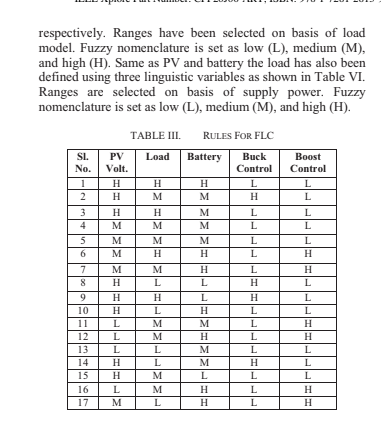 respectively. Ranges have been selected on basis of load
model. Fuzzy nomenclature is set as low (L), medium (M),
and high (H). Same as PV and battery the load has also been
defined using three linguistic variables as shown in Table VI.
Ranges are selected on basis of supply power. Fuzzy
nomenclature is set as low (L), medium (M), and high (H).
TABLE III. RULES FOR FLC
Sl. No. PV Volt. Load Battery Buck Control Boost Control
1 H H H L L
2 H M M H L
3 H H M L L
4 M M M L L
5 M M M L L
6 M H H L H
7 M M H L H
8 H L L H L
9 H H L H L
10 H L H L L
11 L M M L H
12 L M H L H
13 L L M L L
14 H L M H L
15 H M L L L
16 L M H L H
17 M L H L H